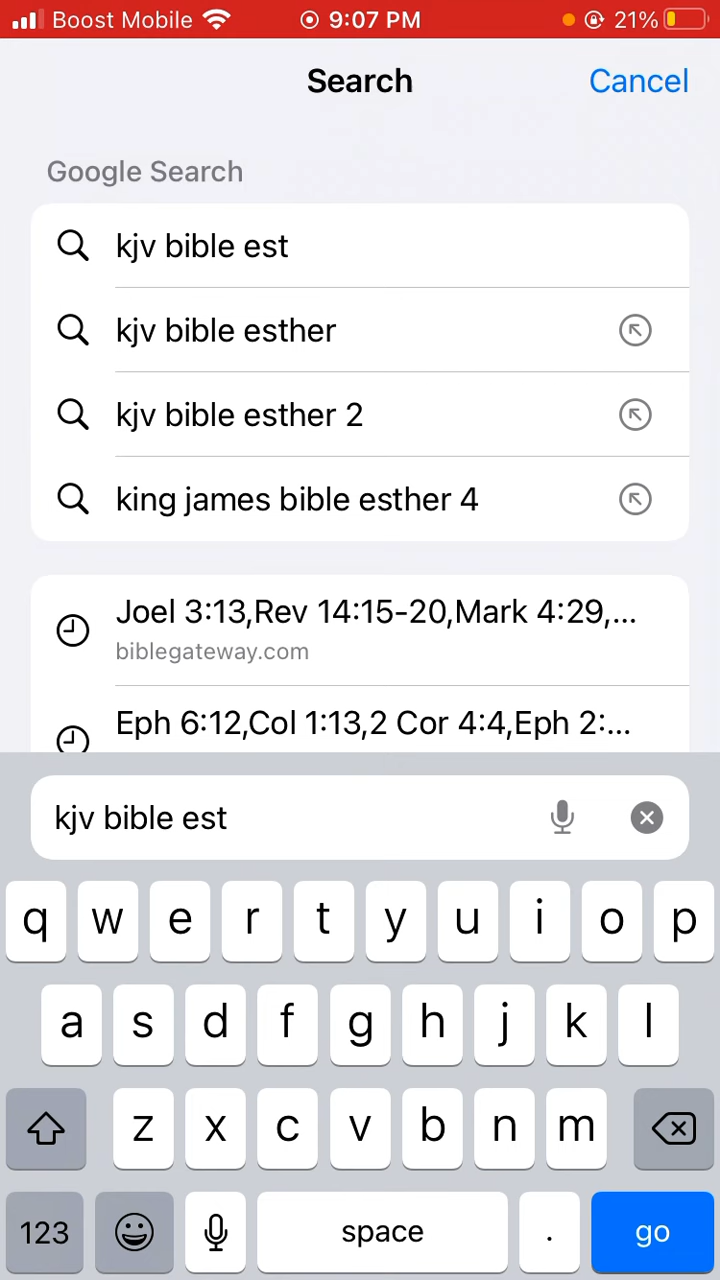 Boost Mobile 9:07 PM 21%
Search Cancel
Google Search
kjv bible est
kjv bible esther
kjv bible esther 2
king james bible esther 4
Joel 3:13,Rev 14:15-20,Mark 4:29,...
biblegateway.com
Eph 6:12,Col 1:13,2 Cor 4:4,Eph 2:...
kjv bible est
q w e r t y u i o p
a s d f g h j k l
z x c v b n m
123 space . go